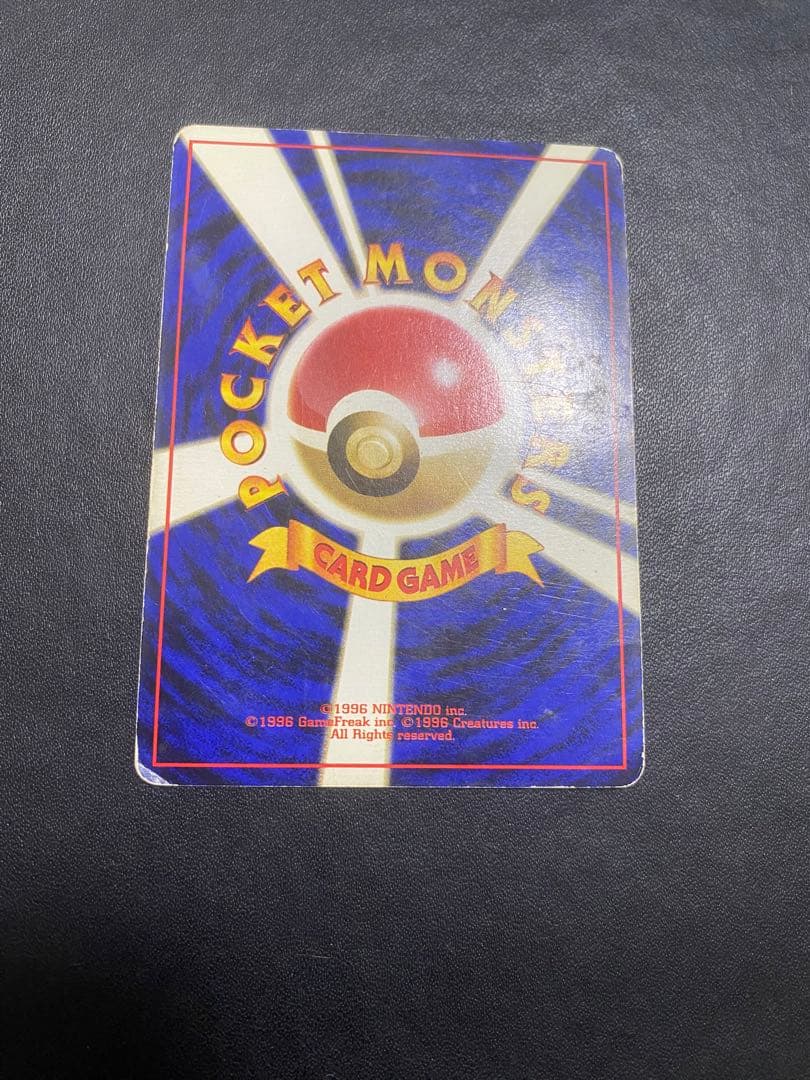 POCKET MONSTERS
CARD GAME
©1996 NINTENDO inc.
©1996 GameFreak inc. ©1996 Creatures inc.
All Rights reserved.